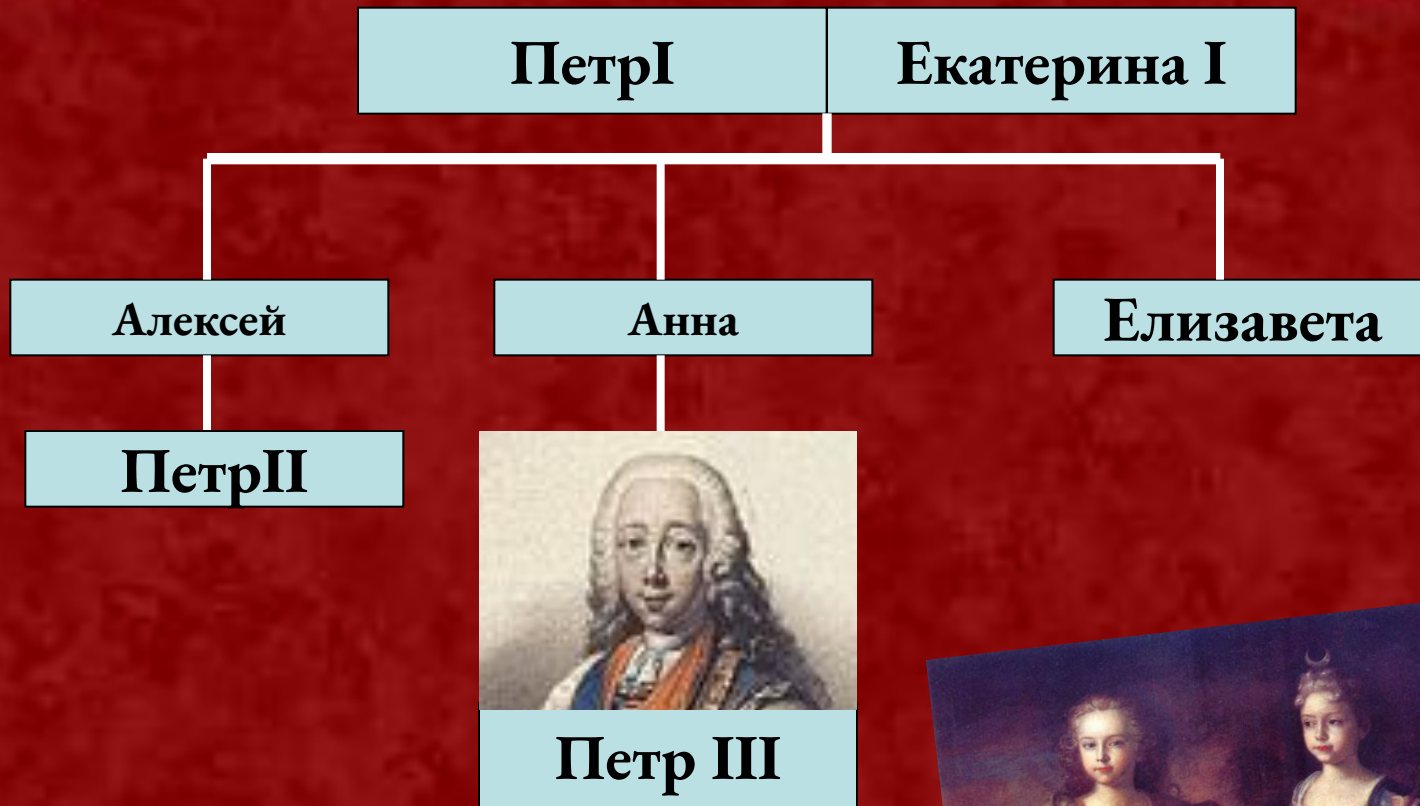 ПетрI
Екатерина I
Алексей
Анна
Елизавета
ПетрII
Петр III